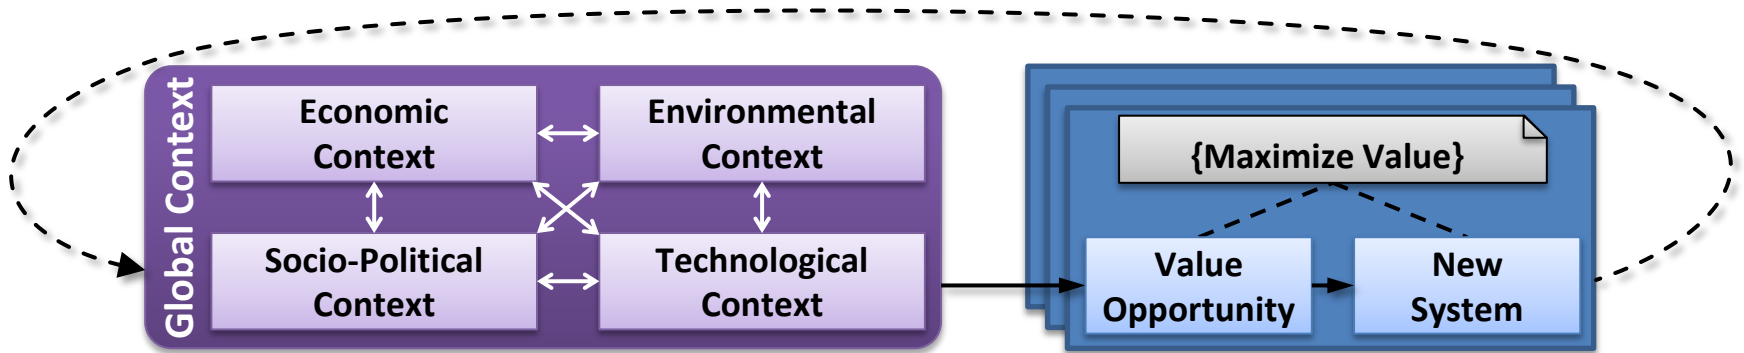 Global Context
Economic
Context
Environmental
Context
Socio-Political
Context
Technological
Context
{Maximize Value}
Value
Opportunity
New
System